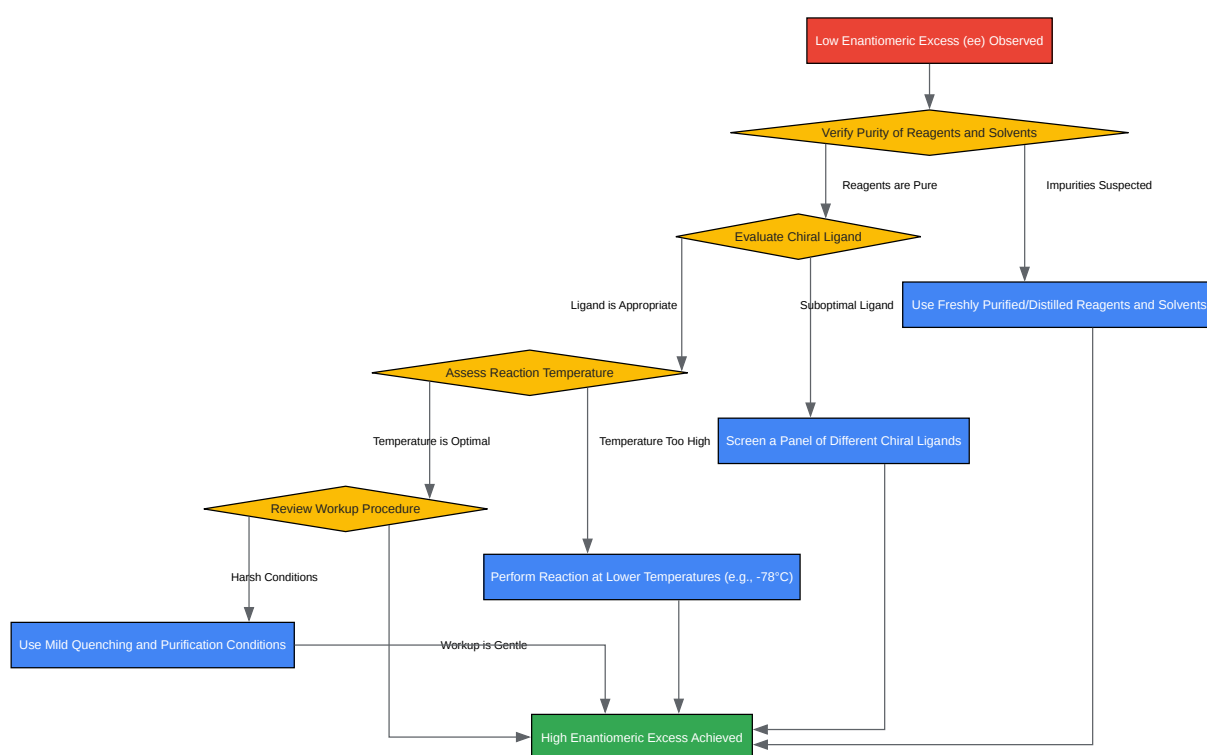 Low Enantiomeric Excess (ee) Observed
Verify Purity of Reagents and Solvents
Reagents are Pure
Impurities Suspected
Evaluate Chiral Ligand
Ligand is Appropriate
Suboptimal Ligand
Use Freshly Purified/Distilled Reagents and Solvents
Assess Reaction Temperature
Temperature is Optimal
Temperature Too High
Screen a Panel of Different Chiral Ligands
Review Workup Procedure
Harsh Conditions
Perform Reaction at Lower Temperatures (e.g., -78°C)
Use Mild Quenching and Purification Conditions
Workup is Gentle
High Enantiomeric Excess Achieved